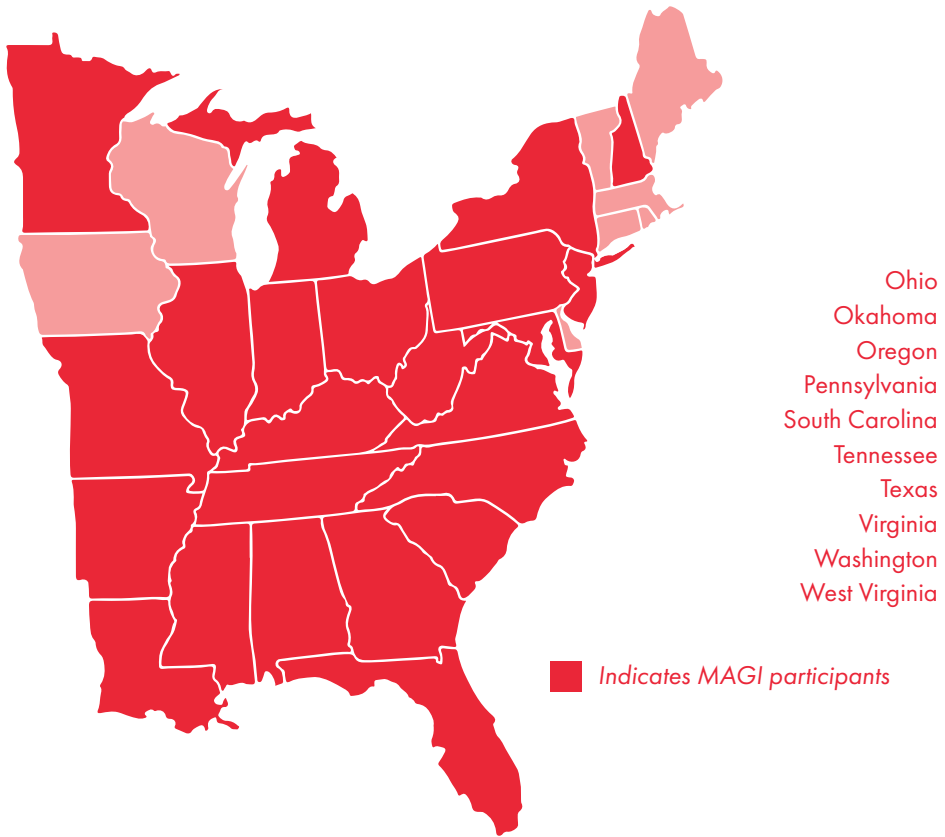 Ohio
Okahoma
Oregon
Pennsylvania
South Carolina
Tennessee
Texas
Virginia
Washington
West Virginia
Indicates MAGI participants